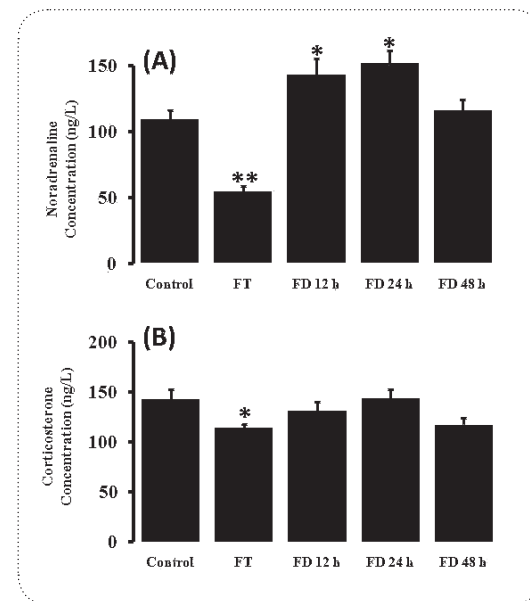 (A)
Noradrenaline
Concentration (ng/L)
150
100
50
0
*
*
**
Control FT FD 12 h FD 24 h FD 48 h
(B)
Corticosterone
Concentration (ng/L)
200
150
100
50
0
*
Control FT FD 12 h FD 24 h FD 48 h